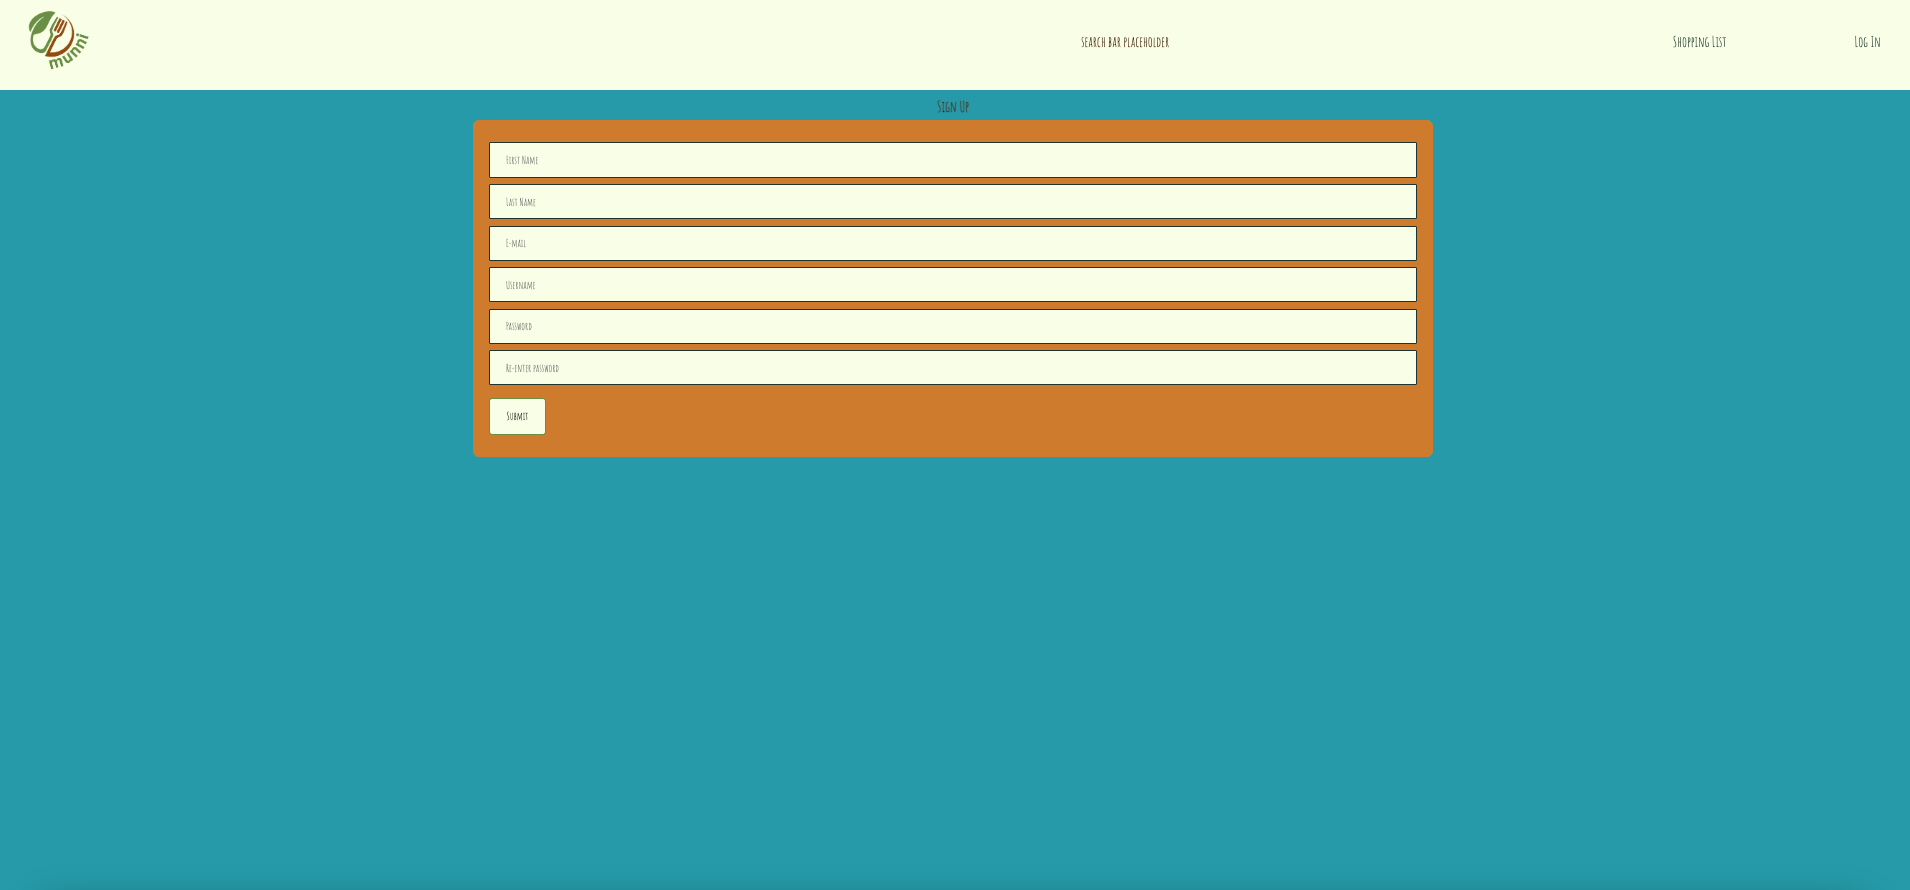 munni
SEARCH BAR PLACEHOLDER
Shopping List
Log In
Sign Up
First Name
Last Name
E-mail
Username
Password
Re-enter password
Submit